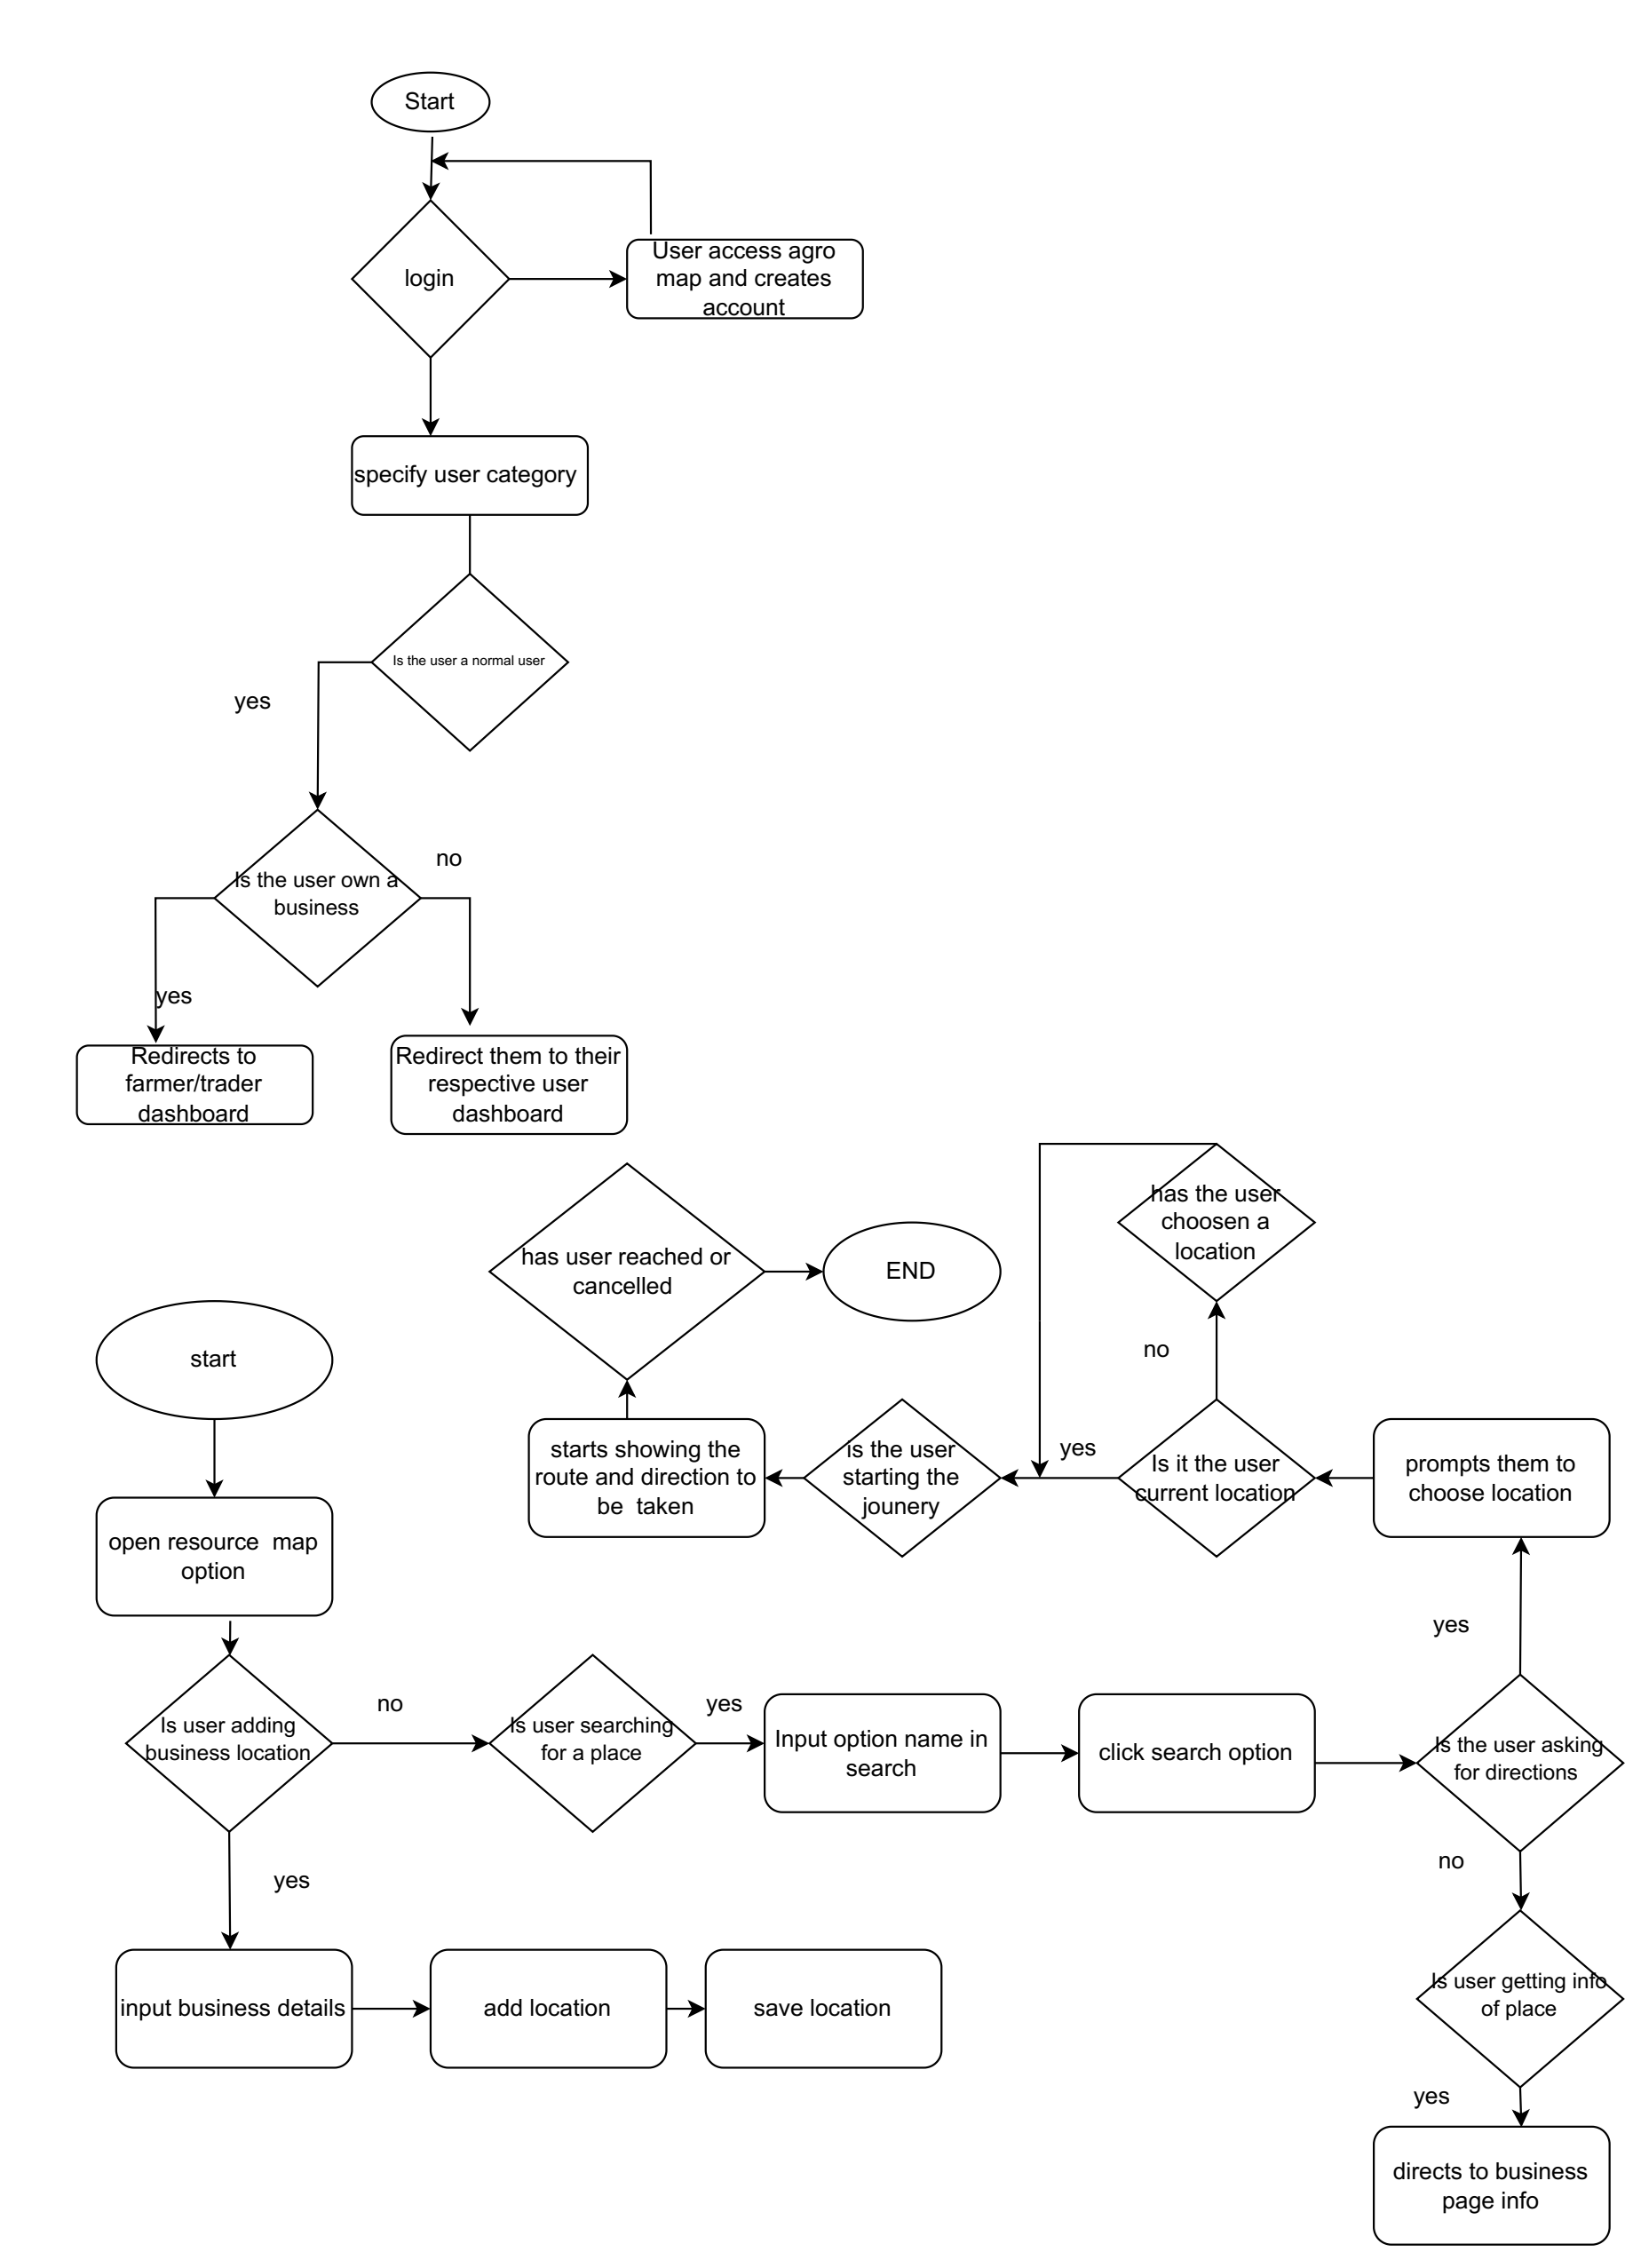 Start
User access agro
map and creates
account
login
specify user category
Is the user a normal user
yes
no
Is the user own a
business
yes
Redirects to
farmer/trader
dashboard
Redirect them to their
respective user
dashboard
has the user
choosen a
location
has user reached or
cancelled
END
no
start
starts showing the
route and direction to
be taken
is the user
starting the
jounery
yes
Is it the user
current location
prompts them to
choose location
open resource map
option
yes
Is user adding
business location
no
Is user searching
for a place
yes
Input option name in
search
click search option
Is the user asking
for directions
no
yes
input business details
add location
save location
Is user getting info
of place
yes
directs to business
page info